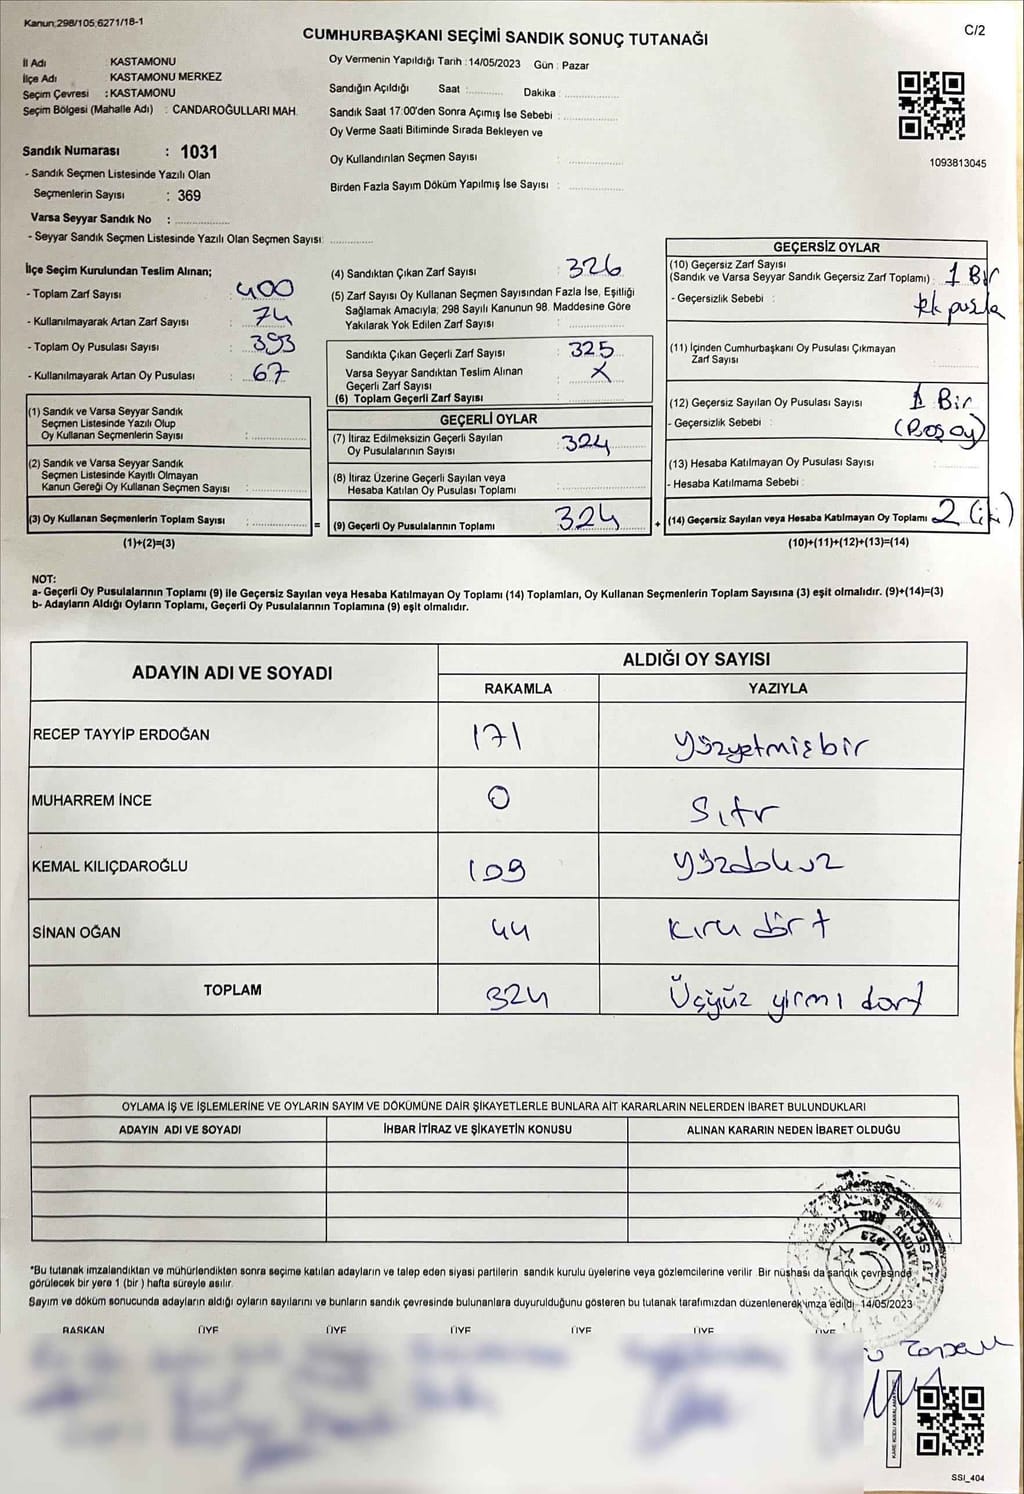 Kanun:298/105;6271/18-1
C/2
CUMHURBAŞKANI SEÇİMİ SANDIK SONUÇ TUTANAĞI
İl Adı : KASTAMONU
İlçe Adı : KASTAMONU MERKEZ
Seçim Çevresi : KASTAMONU
Seçim Bölgesi (Mahalle Adı) : CANDAROĞULLARI MAH.
Sandık Numarası : 1031
- Sandık Seçmen Listesinde Yazılı Olan
Seçmenlerin Sayısı : 369
Varsa Seyyar Sandık No :
- Seyyar Sandık Seçmen Listesinde Yazılı Olan Seçmen Sayısı:
Oy Vermenin Yapıldığı Tarih : 14/05/2023 Gün : Pazar
Sandığın Açıldığı Saat : Dakika :
Sandık Saat 17:00'den Sonra Açımış İse Sebebi :
Oy Verme Saati Bitiminde Sırada Bekleyen ve
Oy Kullandırılan Seçmen Sayısı :
Birden Fazla Sayım Döküm Yapılmış İse Sayısı :
1093813045
İlçe Seçim Kurulundan Teslim Alınan;
- Toplam Zarf Sayısı : 400
- Kullanılmayarak Artan Zarf Sayısı : 74
- Toplam Oy Pusulası Sayısı : 393
- Kullanılmayarak Artan Oy Pusulası : 67
(1) Sandık ve Varsa Seyyar Sandık
Seçmen Listesinde Yazılı Olup
Oy Kullanan Seçmenlerin Sayısı :
(2) Sandık ve Varsa Seyyar Sandık
Seçmen Listesinde Kayıtlı Olmayan
Kanun Gereği Oy Kullanan Seçmen Sayısı :
(3) Oy Kullanan Seçmenlerin Toplam Sayısı :
=
(1)+(2)=(3)
(4) Sandıktan Çıkan Zarf Sayısı : 326
(5) Zarf Sayısı Oy Kullanan Seçmen Sayısından Fazla İse, Eşitliği
Sağlamak Amacıyla; 298 Sayılı Kanunun 98. Maddesine Göre
Yakılarak Yok Edilen Zarf Sayısı :
Sandıkta Çıkan Geçerli Zarf Sayısı : 325
Varsa Seyyar Sandıktan Teslim Alınan
Geçerli Zarf Sayısı : X
(6) Toplam Geçerli Zarf Sayısı :
GEÇERLİ OYLAR
(7) İtiraz Edilmeksizin Geçerli Sayılan
Oy Pusulalarının Sayısı : 324
(8) İtiraz Üzerine Geçerli Sayılan veya
Hesaba Katılan Oy Pusulası Toplamı :
(9) Geçerli Oy Pusulalarının Toplamı : 324
+
GEÇERSİZ OYLAR
(10) Geçersiz Zarf Sayısı
(Sandık ve Varsa Seyyar Sandık Geçersiz Zarf Toplamı) : 1 Bir
- Geçersizlik Sebebi :
(11) İçinden Cumhurbaşkanı Oy Pusulası Çıkmayan
Zarf Sayısı :
(12) Geçersiz Sayılan Oy Pusulası Sayısı : 1 Bir
- Geçersizlik Sebebi : (Boş oy)
(13) Hesaba Katılmayan Oy Pusulası Sayısı :
- Hesaba Katılmama Sebebi :
(14) Geçersiz Sayılan veya Hesaba Katılmayan Oy Toplamı : 2 (iki)
(10)+(11)+(12)+(13)=(14)
NOT:
a- Geçerli Oy Pusulalarının Toplamı (9) ile Geçersiz Sayılan veya Hesaba Katılmayan Oy Toplamı (14) Toplamları, Oy Kullanan Seçmenlerin Toplam Sayısına (3) eşit olmalıdır. (9)+(14)=(3)
b- Adayların Aldığı Oyların Toplamı, Geçerli Oy Pusulalarının Toplamına (9) eşit olmalıdır.
ADAYIN ADI VE SOYADI
ALDIĞI OY SAYISI
RAKAMLA YAZIYLA
RECEP TAYYİP ERDOĞAN 171 Yüzyetmişbir
MUHARREM İNCE 0 Sıfır
KEMAL KILIÇDAROĞLU 109 Yüzdokuz
SİNAN OĞAN 44 Kırk dört
TOPLAM 324 Üçyüz yirmi dört
OYLAMA İŞ VE İŞLEMLERİNE VE OYLARIN SAYIM VE DÖKÜMÜNE DAİR ŞİKAYETLERLE BUNLARA AİT KARARLARIN NELERDEN İBARET BULUNDUKLARI
ADAYIN ADI VE SOYADI İHBAR İTİRAZ VE ŞİKAYETİN KONUSU ALINAN KARARIN NEDEN İBARET OLDUĞU
*Bu tutanak imzalandıktan ve mühürlendikten sonra seçime katılan adayların ve talep eden siyasi partilerin sandık kurulu üyelerine veya gözlemcilerine verilir. Bir nüshası da sandık çevresinde
görülecek bir yere 1 (bir) hafta süreyle asılır.
Sayım ve döküm sonucunda adayların aldığı oyların sayılarını ve bunların sandık çevresinde bulunanlara duyurulduğunu gösteren bu tutanak tarafımızdan düzenlenerek imza edildi. 14/05/2023
BAŞKAN ÜYE ÜYE ÜYE ÜYE ÜYE ÜYE
SSI_404